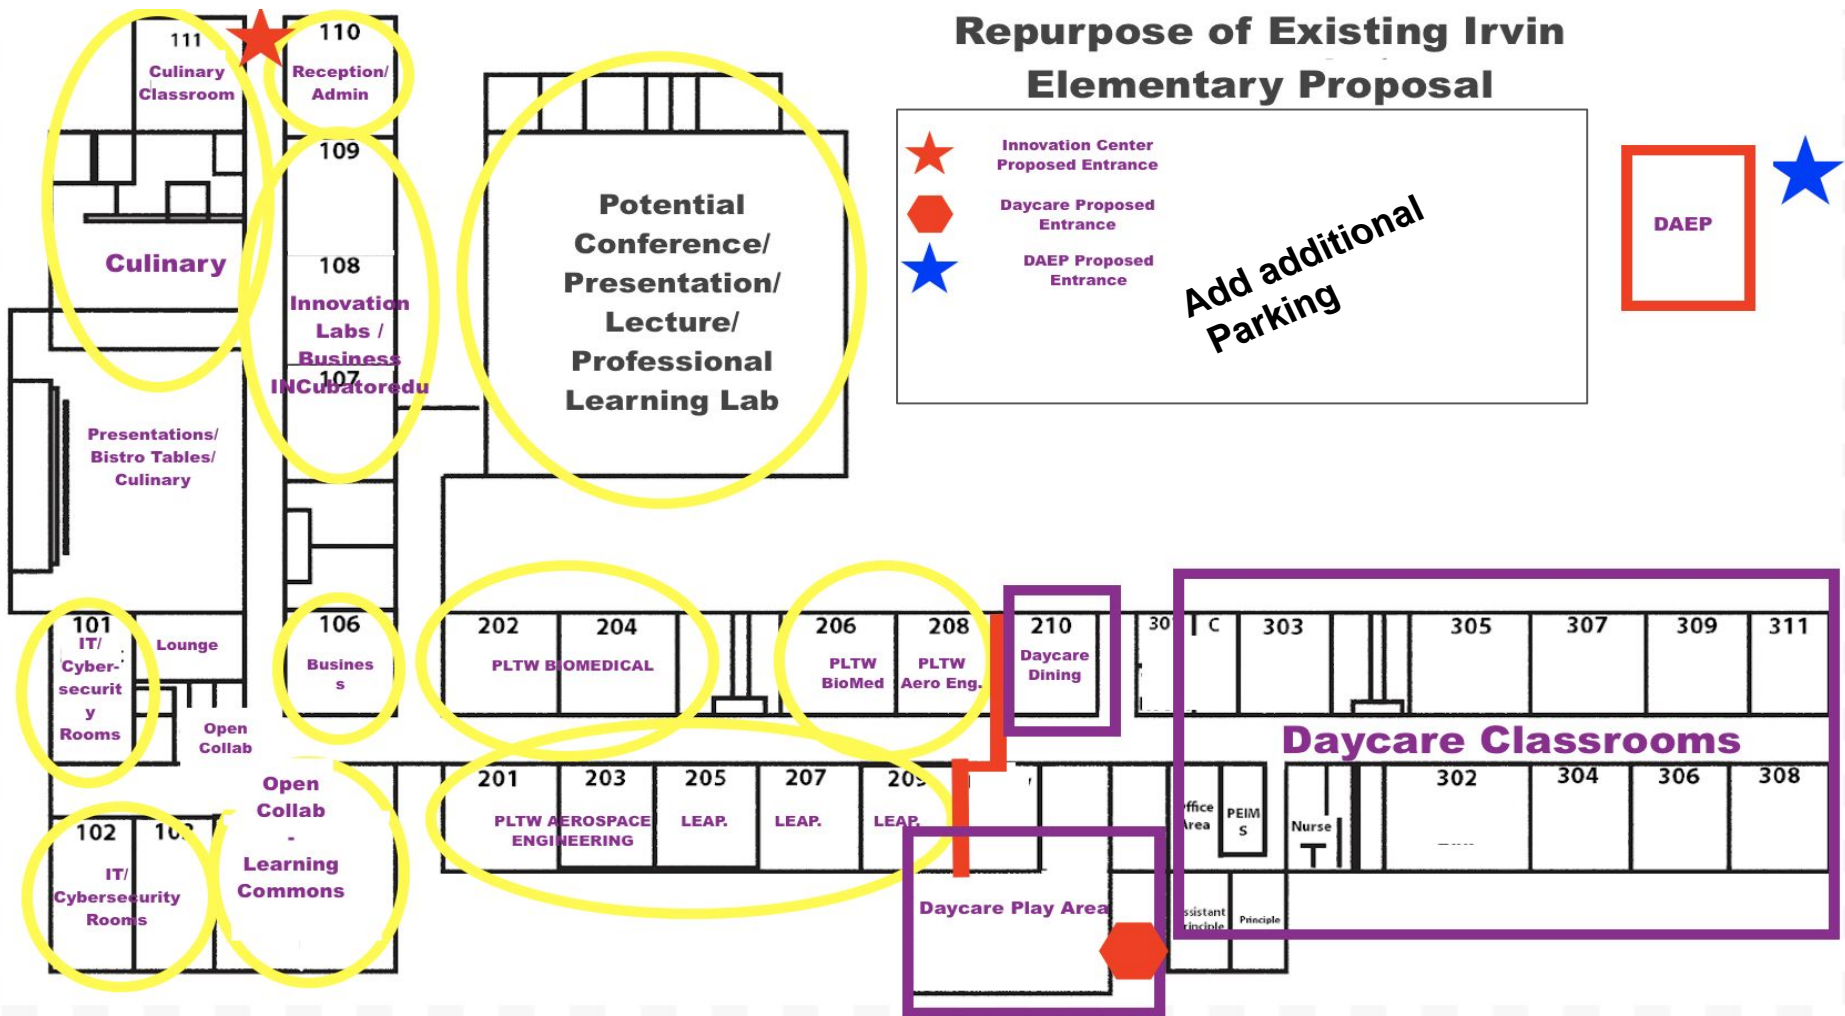 Repurpose of Existing Irvin
Elementary Proposal
Innovation Center
Proposed Entrance
Daycare Proposed
Entrance
DAEP Proposed
Entrance
Add additional
Parking
DAEP
111
Culinary
Classroom
110
Reception/
Admin
109
Culinary
108
Innovation
Labs /
Business
107
INCubatoredu
Potential
Conference/
Presentation/
Lecture/
Professional
Learning Lab
Presentations/
Bistro Tables/
Culinary
101
IT/
Cyber-
securit
y
Rooms
Lounge
Open
Collab
106
Busines
s
202
204
PLTW BIOMEDICAL
206
PLTW
BioMed
208
PLTW
Aero Eng.
210
Daycare
Dining
C
303
305
307
309
311
Daycare Classrooms
Open
Collab
-
Learning
Commons
102
IT/
Cybersecurity
Rooms
201
203
PLTW AEROSPACE
ENGINEERING
205
LEAP.
207
LEAP.
209
LEAP.
Daycare Play Area
Area
PEIM
S
Nurse
302
304
306
308
Principle